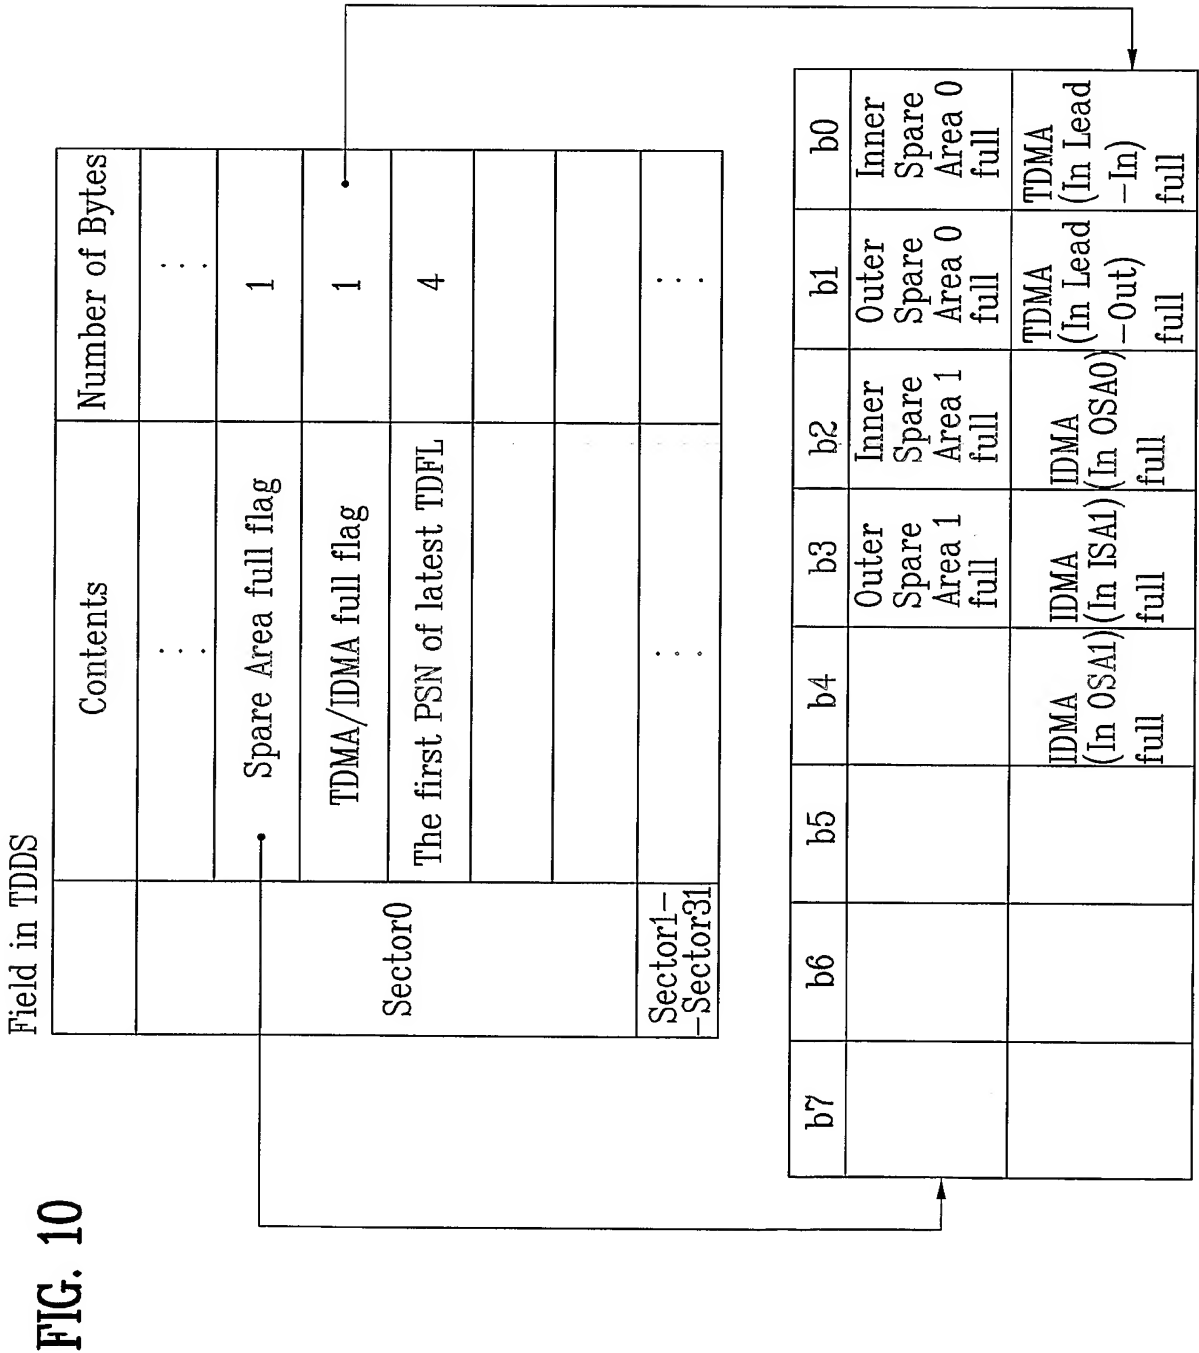 FIG. 10
Field in TDDS
Contents
Number of Bytes
Sector0
⋮
⋮
Spare Area full flag
1
TDMA/IDMA full flag
1
The first PSN of latest TDFL
4
Sector1-
-Sector31
⋮
⋮
b7
b6
b5
b4
b3
b2
b1
b0
Outer
Spare
Area 1
full
Inner
Spare
Area 1
full
Outer
Spare
Area 0
full
Inner
Spare
Area 0
full
IDMA
(In OSA1)
full
IDMA
(In ISA1)
full
IDMA
(In OSA0)
full
TDMA
(In Lead
-Out)
full
TDMA
(In Lead
-In)
full